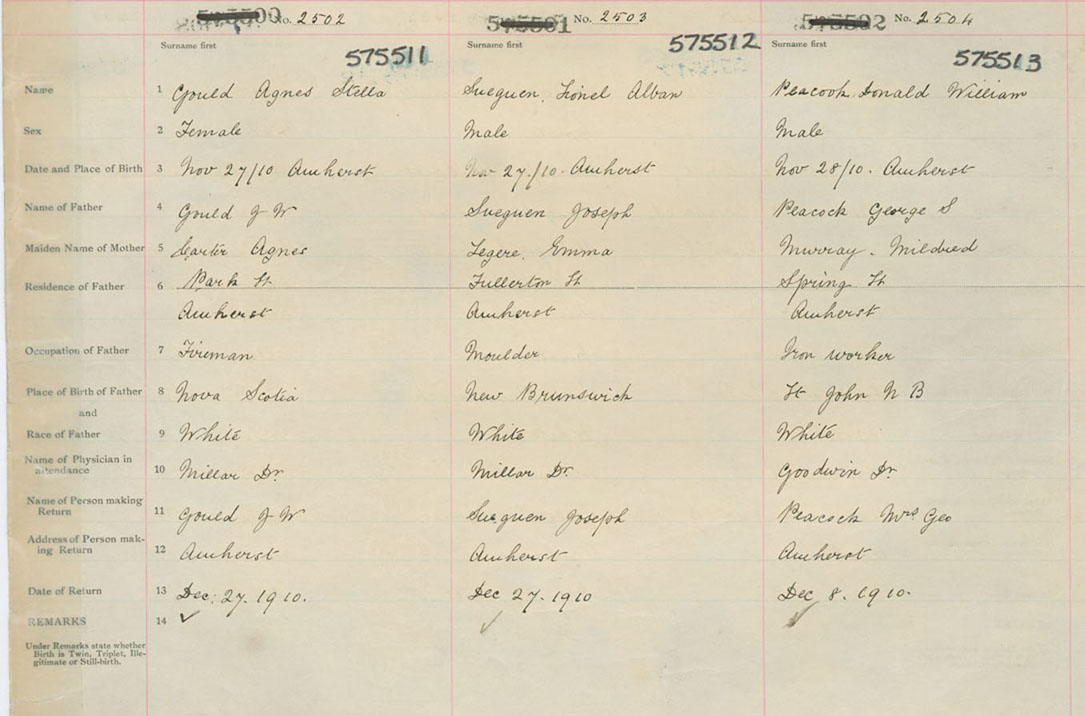 No. 2502 No. 2503 No. 2504
Surname first Surname first Surname first
575511 575512 575513
Name 1 Gould Agnes Stella Sueguen, Lionel Alban Peacock Donald William
Sex 2 Female Male Male
Date and Place of Birth 3 Nov 27/10 Amherst Nov 27/10. Amherst Nov 28/10. Amherst
Name of Father 4 Gould J W Sueguen Joseph Peacock George S
Maiden Name of Mother 5 Carter Agnes Legere, Emma Murray. Mildred
Residence of Father 6 Park St Fullerton St Spring St
Amherst Amherst Amherst
Occupation of Father 7 Fireman Moulder Iron worker
Place of Birth of Father 8 Nova Scotia New Brunswick St John N B
and
Race of Father 9 White White White
Name of Physician in
attendance 10 Millar Dr. Millar Dr. Goodwin Dr.
Name of Person making
Return 11 Gould J W Sueguen Joseph Peacock Mrs Geo
Address of Person mak-
ing Return 12 Amherst Amherst Amherst
Date of Return 13 Dec. 27. 1910. Dec 27. 1910 Dec 8. 1910.
REMARKS 14
Under Remarks state whether
Birth is Twin, Triplet, Ille-
gitimate or Still-birth.